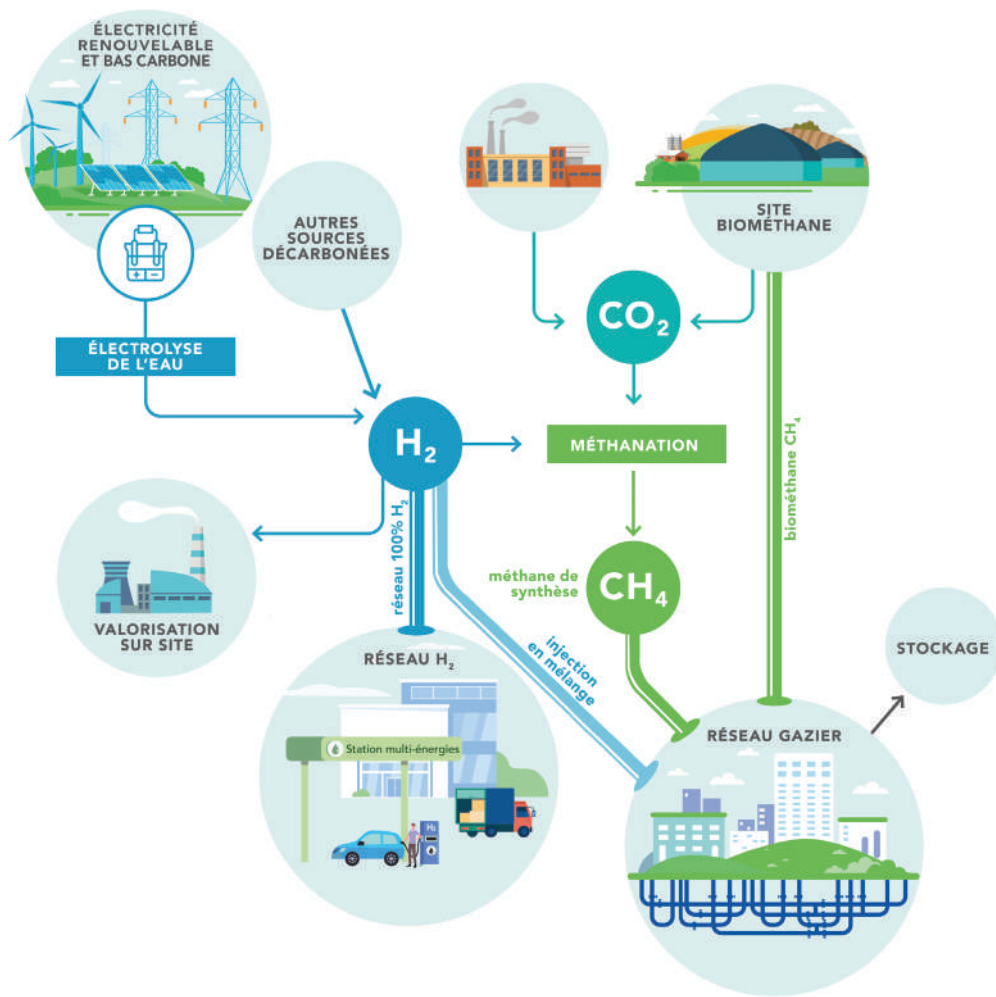 ÉLECTRICITÉ
RENOUVELABLE
ET BAS CARBONE
AUTRES
SOURCES
DÉCARBONÉES
SITE
BIOMÉTHANE
CO₂
ÉLECTROLYSE
DE L'EAU
H₂
MÉTHANATION
biométhane CH₄
réseau 100% H₂
méthane de
synthèse
CH₄
VALORISATION
SUR SITE
injection
en mélange
STOCKAGE
RÉSEAU H₂
RÉSEAU GAZIER
Station multi-énergies
H₂